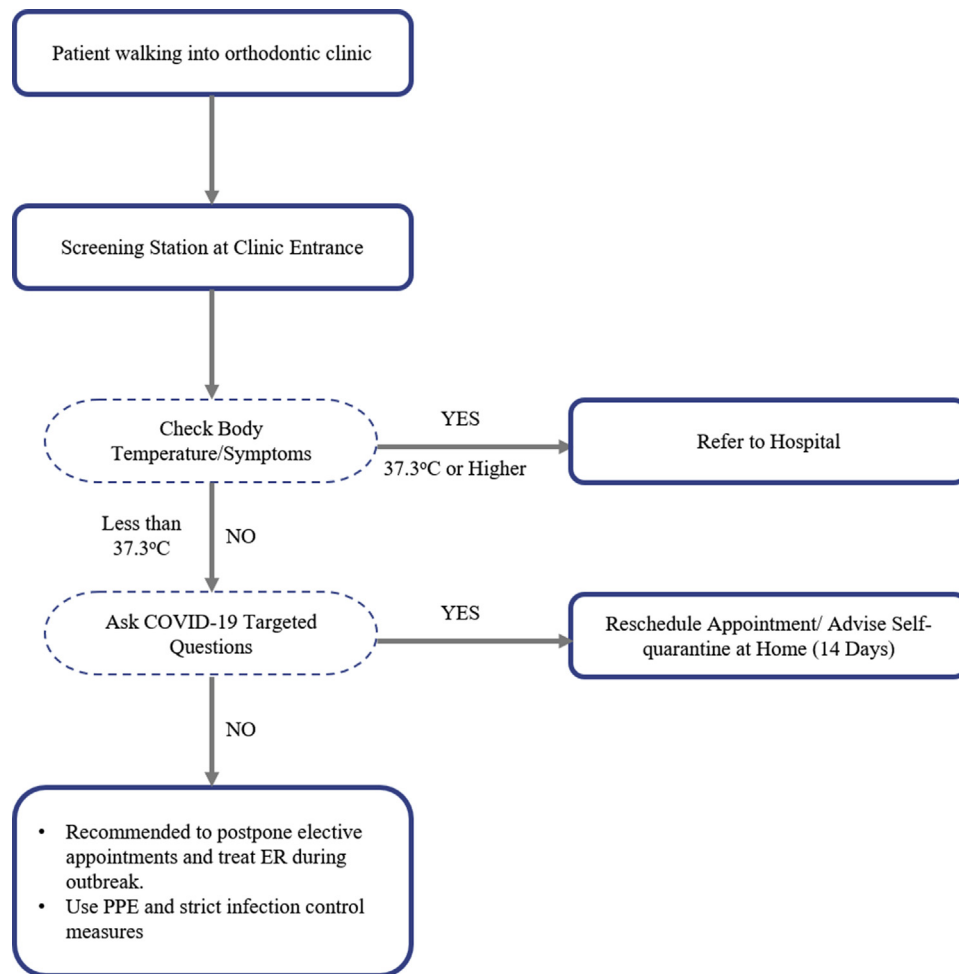 Patient walking into orthodontic clinic
Screening Station at Clinic Entrance
Check Body
Temperature/Symptoms
YES
37.3°C or Higher
Refer to Hospital
Less than
37.3°C
NO
Ask COVID-19 Targeted
Questions
YES
Reschedule Appointment/ Advise Self-
quarantine at Home (14 Days)
NO
• Recommended to postpone elective
appointments and treat ER during
outbreak.
• Use PPE and strict infection control
measures